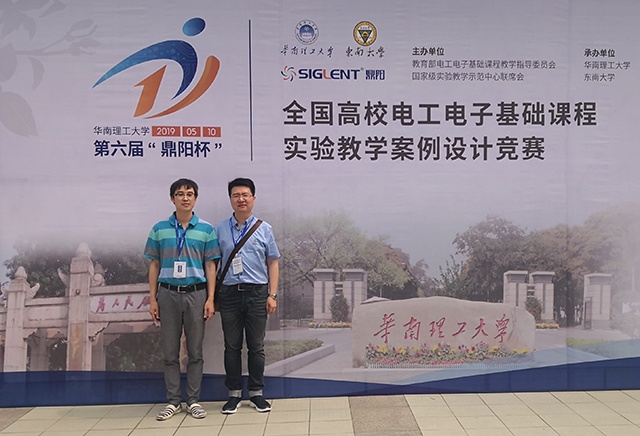 华南理工大学 2019 05 10
第六届“鼎阳杯”
華南理工大学
東南大學
SIGLENT® 鼎阳
主办单位
教育部电工电子基础课程教学指导委员会
国家级实验教学示范中心联席会
承办单位
华南理工大学
东南大学
全国高校电工电子基础课程
实验教学案例设计竞赛
華南理工大學